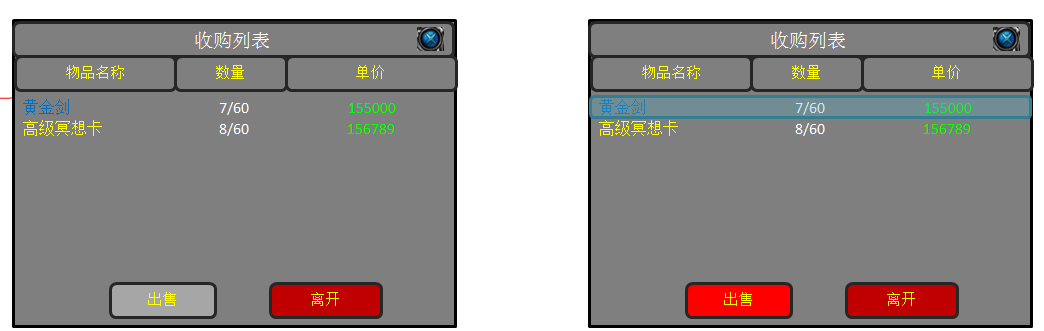 收购列表
物品名称 数量 单价
黄金剑 7/60 155000
高级冥想卡 8/60 156789
出售 离开
收购列表
物品名称 数量 单价
黄金剑 7/60 155000
高级冥想卡 8/60 156789
出售 离开